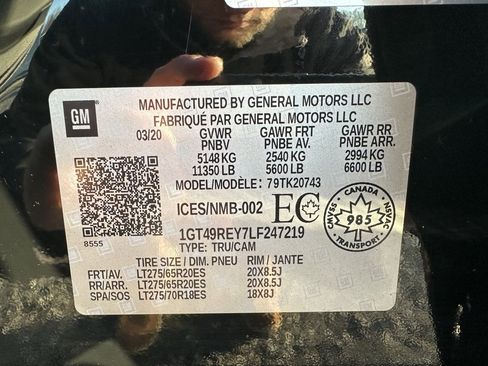 GM
MANUFACTURED BY GENERAL MOTORS LLC
FABRIQUÉ PAR GENERAL MOTORS LLC
03/20 GVWR GAWR FRT GAWR RR
PNBV PNBE AV. PNBE ARR.
5148 KG 2540 KG 2994 KG
11350 LB 5600 LB 6600 LB
MODEL/MODÈLE: 79TK20743
ICES/NMB-002 EC
CANADA
CMVSS 985 NSVAC
TRANSPORT
8555
1GT49REY7LF247219
TYPE: TRU/CAM
TIRE SIZE / DIM. PNEU RIM / JANTE
FRT/AV. LT275/65R20ES 20X8.5J
RR/ARR. LT275/65R20ES 20X8.5J
SPA/SOS LT275/70R18ES 18X8J